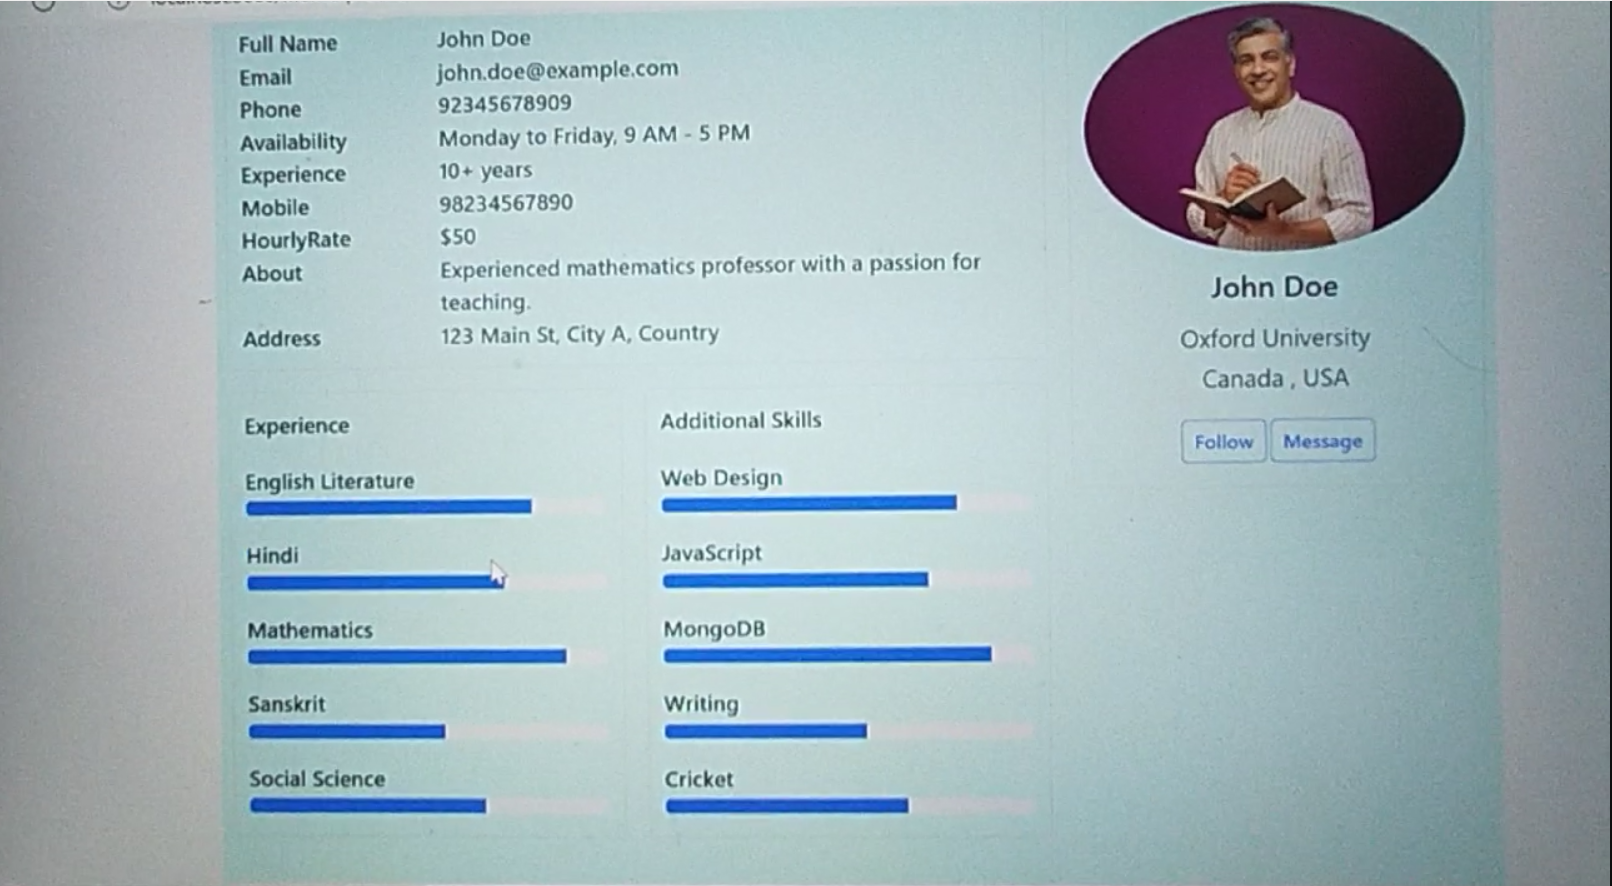 Full Name John Doe
Email john.doe@example.com
Phone 92345678909
Availability Monday to Friday, 9 AM - 5 PM
Experience 10+ years
Mobile 98234567890
HourlyRate $50
About Experienced mathematics professor with a passion for
teaching.
Address 123 Main St, City A, Country
John Doe
Oxford University
Canada , USA
Follow Message
Experience
English Literature
Hindi
Mathematics
Sanskrit
Social Science
Additional Skills
Web Design
JavaScript
MongoDB
Writing
Cricket